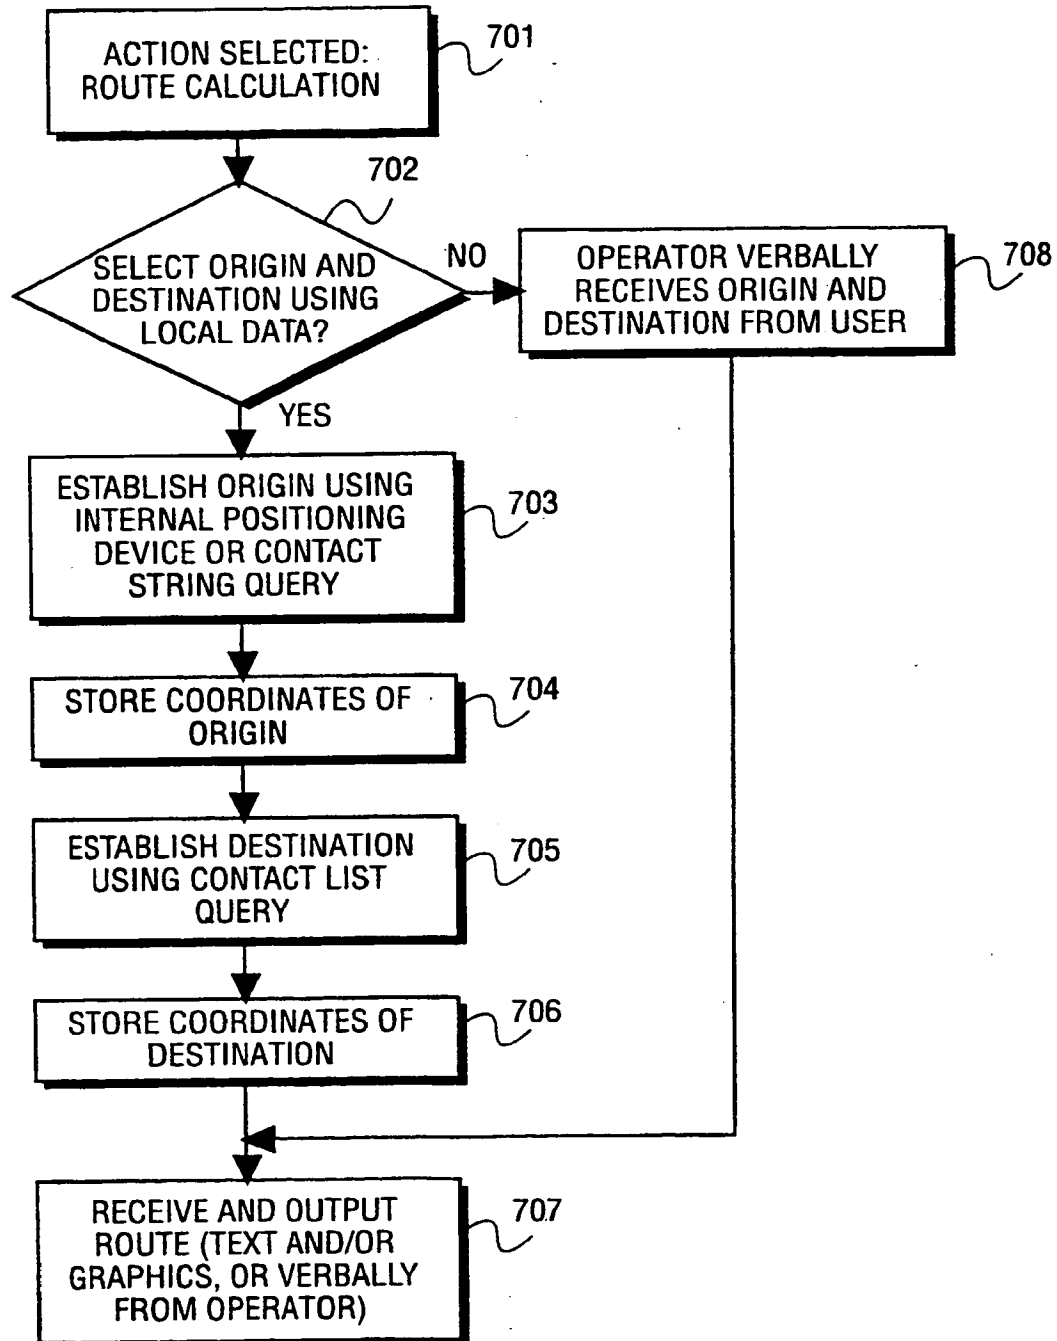 ACTION SELECTED:
ROUTE CALCULATION
701
702
SELECT ORIGIN AND
DESTINATION USING
LOCAL DATA?
NO
OPERATOR VERBALLY
RECEIVES ORIGIN AND
DESTINATION FROM USER
708
YES
ESTABLISH ORIGIN USING
INTERNAL POSITIONING
DEVICE OR CONTACT
STRING QUERY
703
STORE COORDINATES OF
ORIGIN
704
ESTABLISH DESTINATION
USING CONTACT LIST
QUERY
705
STORE COORDINATES OF
DESTINATION
706
RECEIVE AND OUTPUT
ROUTE (TEXT AND/OR
GRAPHICS, OR VERBALLY
FROM OPERATOR)
707